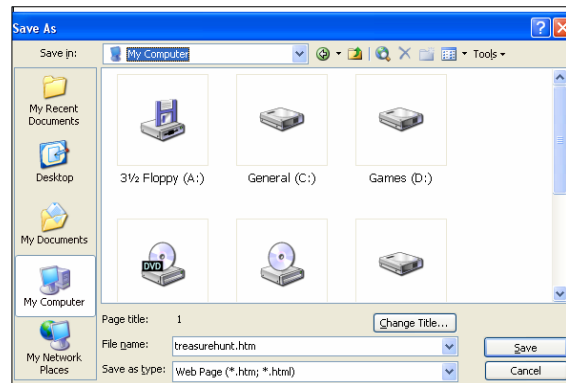 Save As
Save in:
My Computer
Tools
My Recent
Documents
Desktop
My Documents
My Computer
My Network
Places
3½ Floppy (A:)
General (C:)
Games (D:)
DVD
Page title:
1
Change Title...
File name:
treasurehunt.htm
Save
Save as type:
Web Page (*.htm; *.html)
Cancel